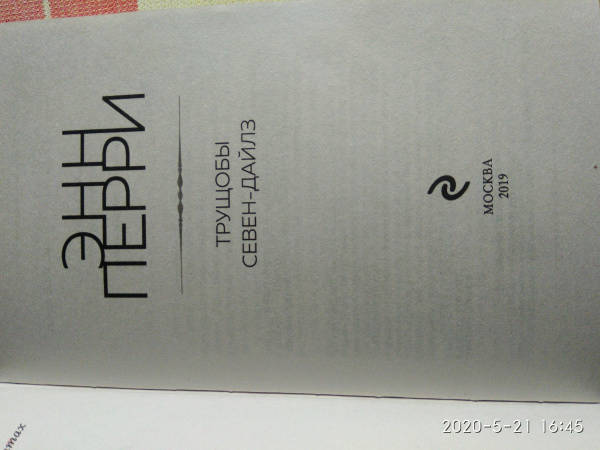 ЭНН
ПЕРРИ
ТРУЩОБЫ
СЕВЕН-ДАЙЛЗ
МОСКВА
2019
2020-5-21 16:45